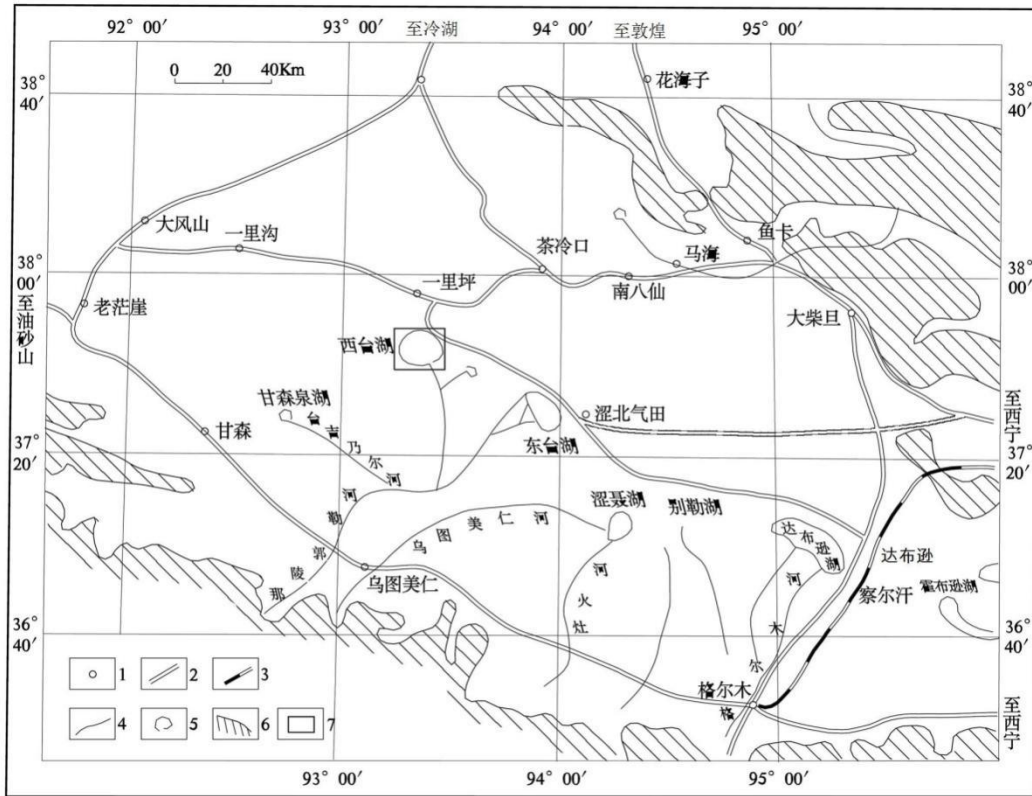 92° 00′ 93° 00′ 至冷湖 94° 00′ 至敦煌 95° 00′
0 20 40Km
38° 40′
38° 40′
花海子
大风山
一里沟
茶冷口
鱼卡
马海
38° 00′
38° 00′
南八仙
一里坪
老茫崖
至油砂山
大柴旦
西台湖
甘森泉湖
台吉乃尔河
涩北气田
至西宁
甘森
东台湖
37° 20′
37° 20′
涩聂湖
别勒湖
那陵郭勒河
乌图美仁河
达布逊湖
达布逊
乌图美仁
灶火河
察尔汗
霍布逊湖
36° 40′
36° 40′
格尔木河
格尔木
至西宁
1 2 3
4 5 6 7
93° 00′ 94° 00′ 95° 00′